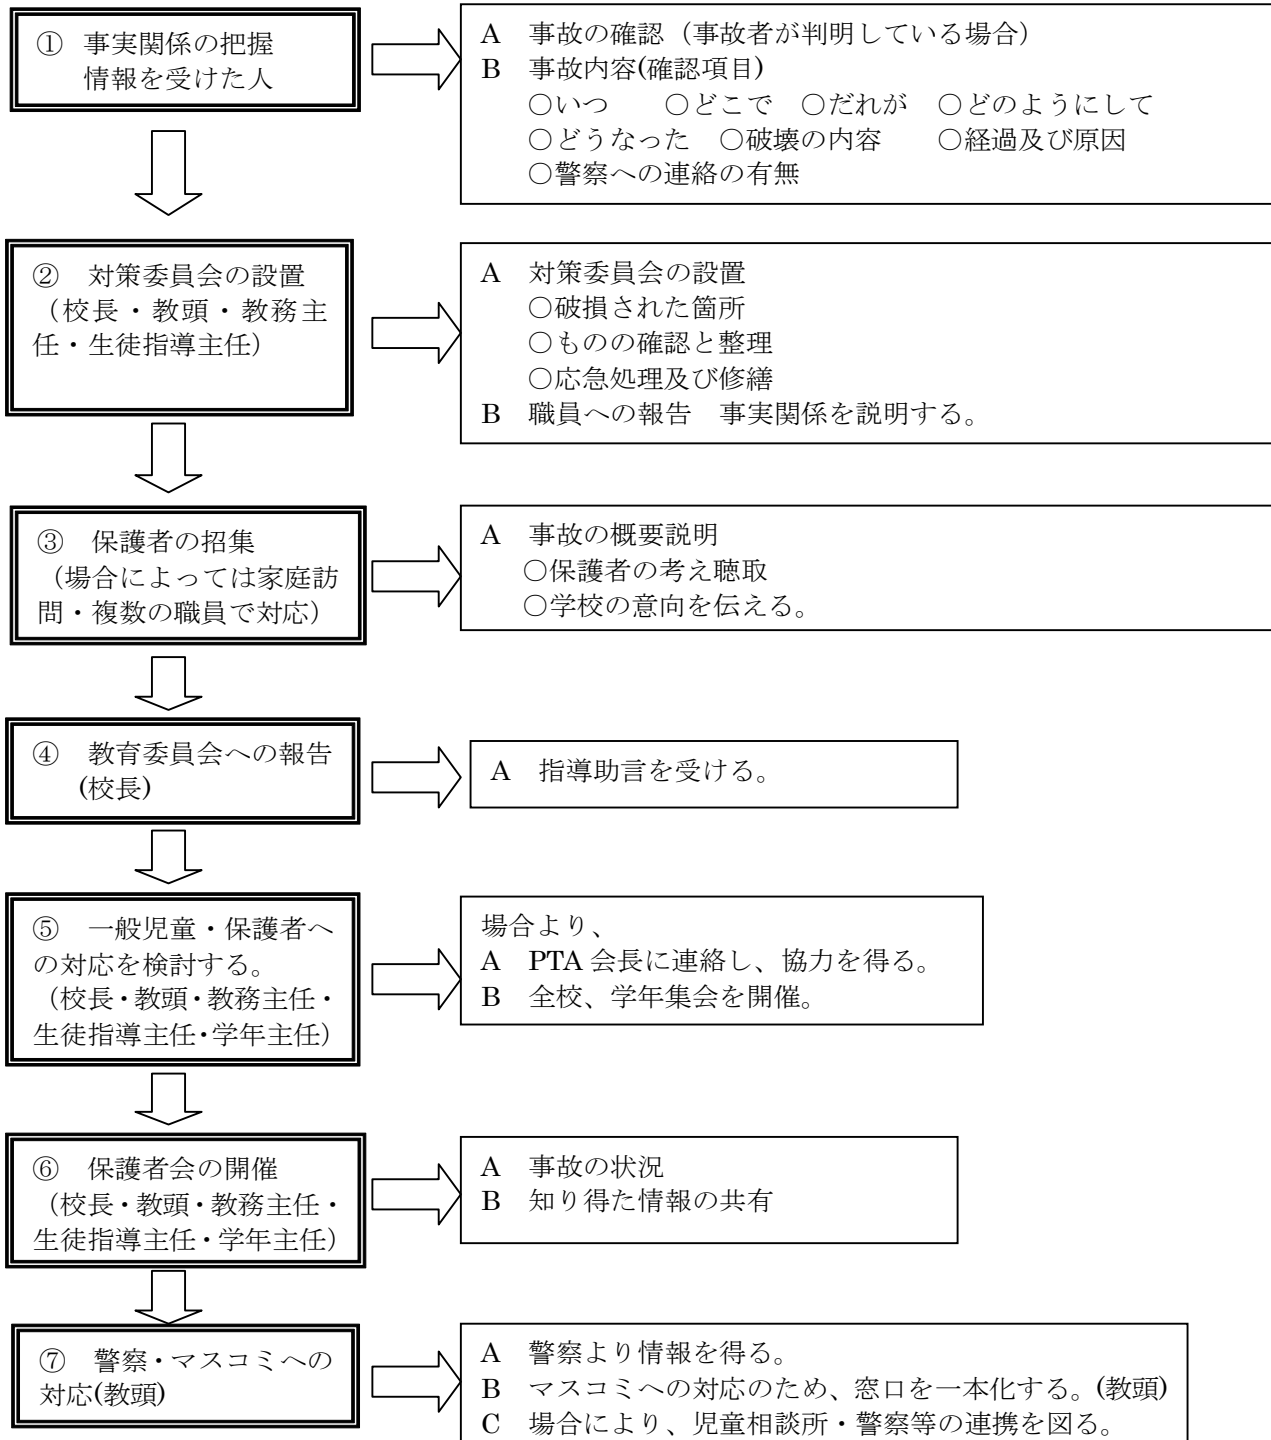 ① 事実関係の把握
情報を受けた人
A 事故の確認（事故者が判明している場合）
B 事故内容(確認項目)
○いつ ○どこで ○だれが ○どのようにして
○どうなった ○破壊の内容 ○経過及び原因
○警察への連絡の有無
② 対策委員会の設置
（校長・教頭・教務主
任・生徒指導主任）
A 対策委員会の設置
○破損された箇所
○ものの確認と整理
○応急処理及び修繕
B 職員への報告 事実関係を説明する。
③ 保護者の招集
（場合によっては家庭訪
問・複数の職員で対応）
A 事故の概要説明
○保護者の考え聴取
○学校の意向を伝える。
④ 教育委員会への報告
(校長)
A 指導助言を受ける。
⑤ 一般児童・保護者へ
の対応を検討する。
（校長・教頭・教務主任・
生徒指導主任・学年主任）
場合より、
A PTA 会長に連絡し、協力を得る。
B 全校、学年集会を開催。
⑥ 保護者会の開催
（校長・教頭・教務主任・
生徒指導主任・学年主任）
A 事故の状況
B 知り得た情報の共有
⑦ 警察・マスコミへの
対応(教頭)
A 警察より情報を得る。
B マスコミへの対応のため、窓口を一本化する。(教頭)
C 場合により、児童相談所・警察等の連携を図る。